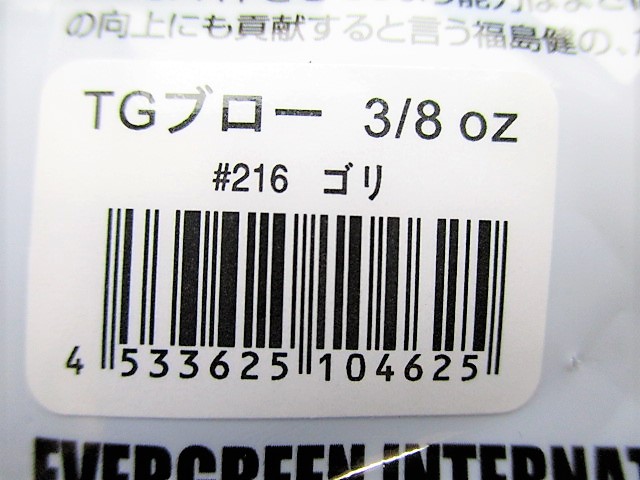 の向上にも貢献すると言う福島健の、
TGブロー 3/8 oz
#216 ゴリ
4 533625 104625
EVERGREEN INTERNAT